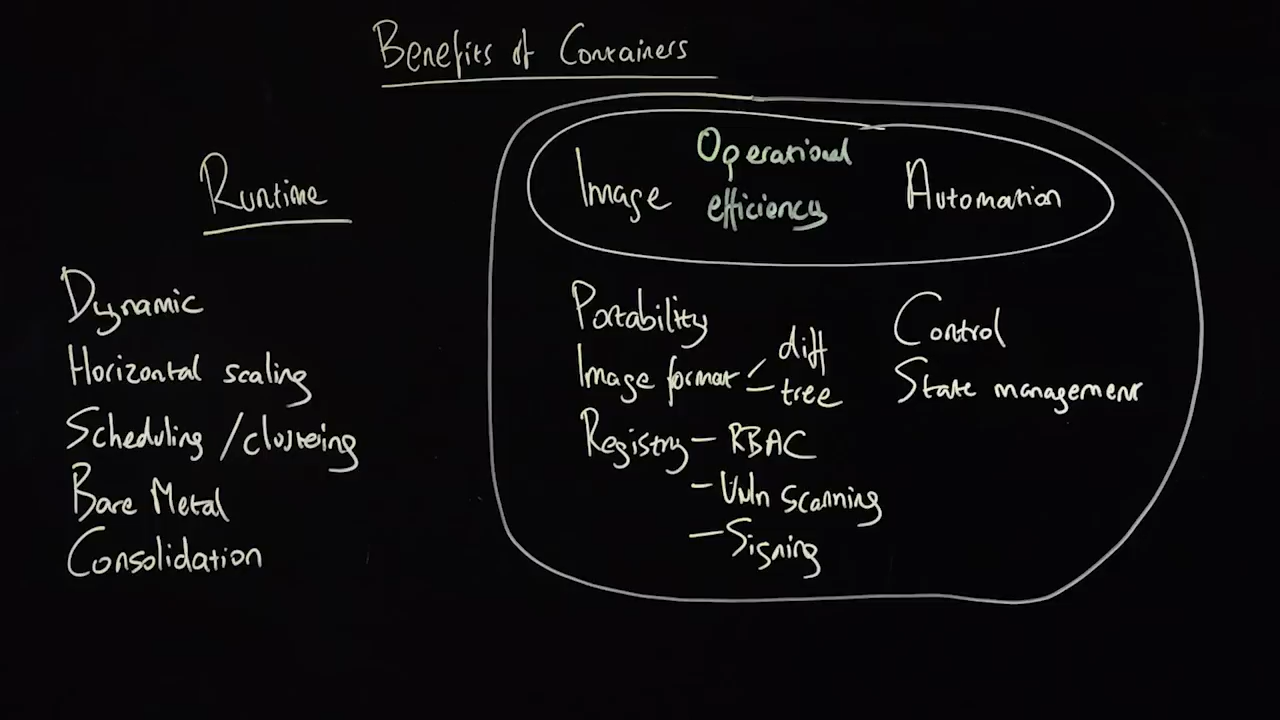 Benefits of Containers
Runtime
Dynamic
Horizontal scaling
Scheduling /clustering
Bare Metal
Consolidation
Image
Operational
efficiency
Automation
Portability
Image format
diff
tree
Registry – RBAC
– Vuln scanning
– Signing
Control
State management